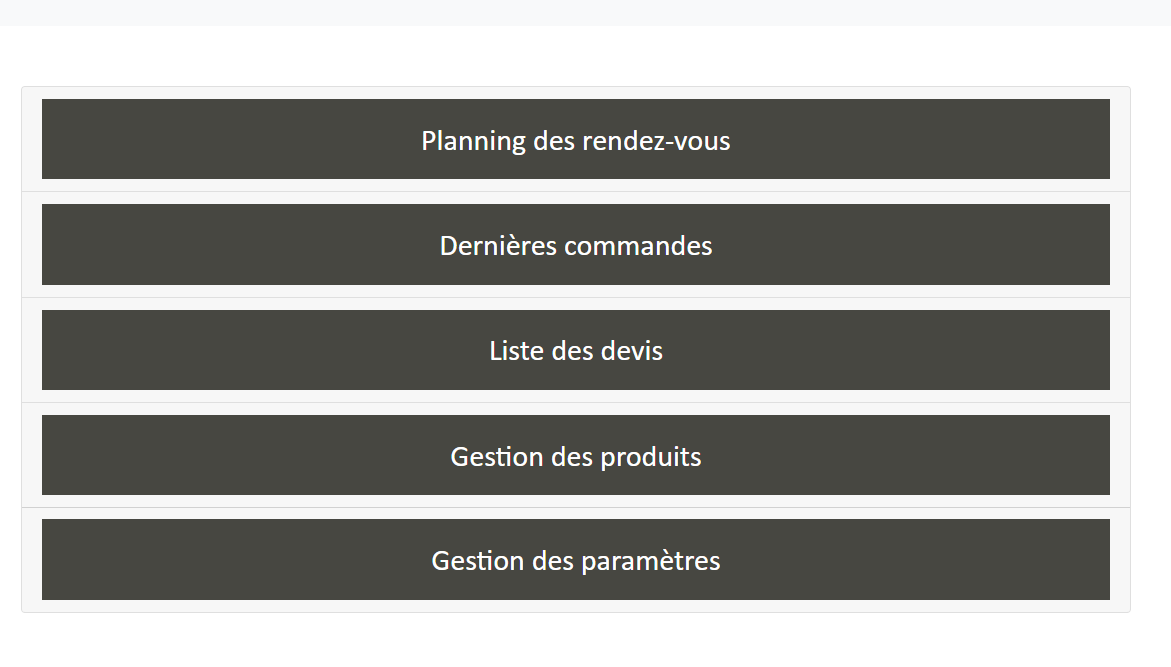 Planning des rendez-vous
Dernières commandes
Liste des devis
Gestion des produits
Gestion des paramètres